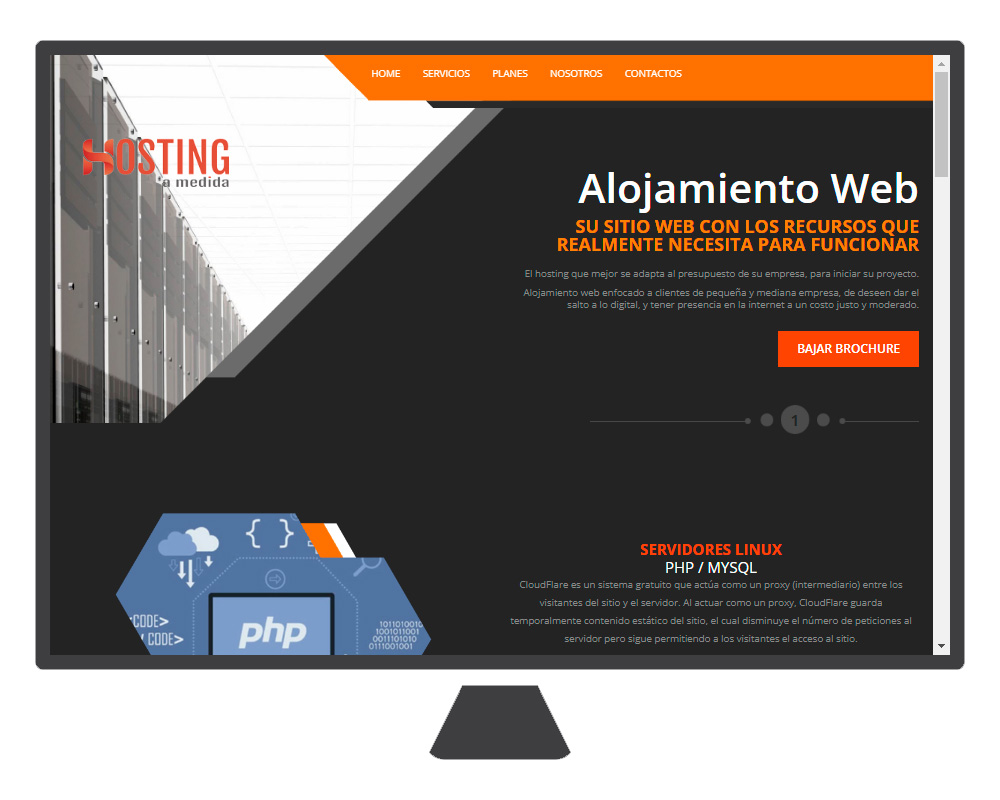 HOME SERVICIOS PLANES NOSOTROS CONTACTOS
HOSTING
a medida
Alojamiento Web
SU SITIO WEB CON LOS RECURSOS QUE
REALMENTE NECESITA PARA FUNCIONAR
El hosting que mejor se adapta al presupuesto de su empresa, para iniciar su proyecto.
Alojamiento web enfocado a clientes de pequeña y mediana empresa, de deseen dar el
salto a lo digital, y tener presencia en la internet a un costo justo y moderado.
BAJAR BROCHURE
1
{ }
<CODE>
CODE>
php
1011010010
1001011001
0011101010
0111001001
SERVIDORES LINUX
PHP / MYSQL
CloudFlare es un sistema gratuito que actúa como un proxy (intermediario) entre los
visitantes del sitio y el servidor. Al actuar como un proxy, CloudFlare guarda
temporalmente contenido estático del sitio, el cual disminuye el número de peticiones al
servidor pero sigue permitiendo a los visitantes el acceso al sitio.